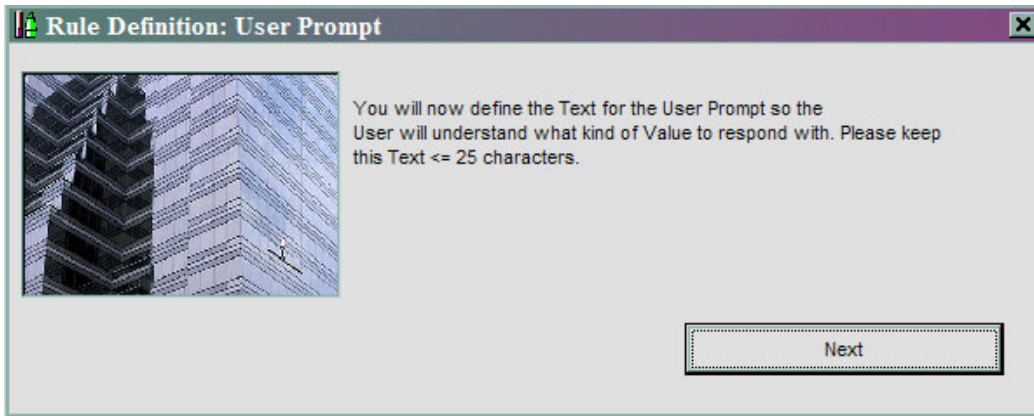 Rule Definition: User Prompt
You will now define the Text for the User Prompt so the
User will understand what kind of Value to respond with. Please keep
this Text <= 25 characters.
Next